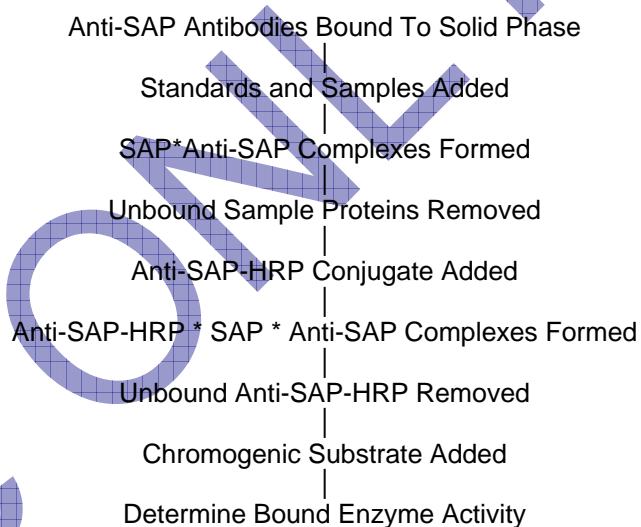 Anti-SAP Antibodies Bound To Solid Phase
Standards and Samples Added
SAP*Anti-SAP Complexes Formed
Unbound Sample Proteins Removed
Anti-SAP-HRP Conjugate Added
Anti-SAP-HRP * SAP * Anti-SAP Complexes Formed
Unbound Anti-SAP-HRP Removed
Chromogenic Substrate Added
Determine Bound Enzyme Activity